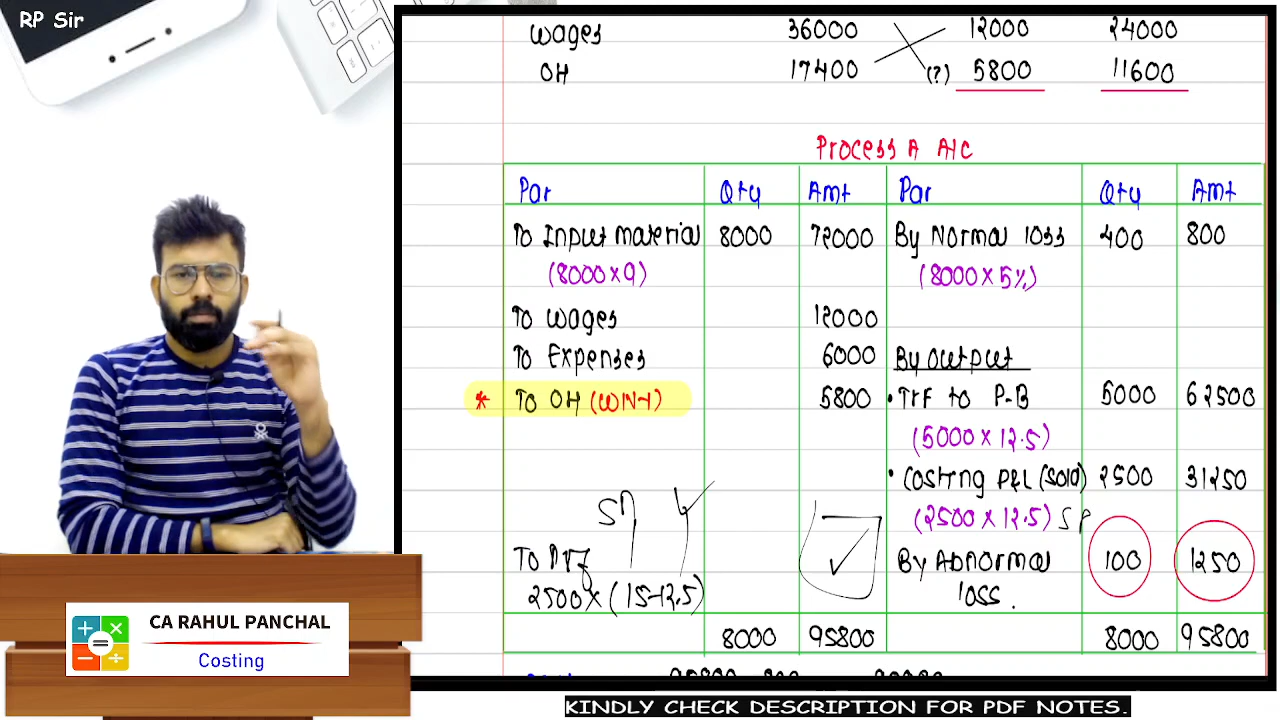 RP Sir
Wages 36000 12000 24000
OH 17400 (?) 5800 11600
Process A A/C
Par Qty Amt Par Qty Amt
To Input material 8000 72000 By Normal loss 400 800
(8000×9) (8000×5%)
To Wages 12000
To Expenses 6000 By Output
* To OH (WN-1) 5800 • Trf to P-B 5000 62500
(5000×12.5)
• Costing P&L (Sold) 2500 31250
(2500×12.5) SP
To Prf 100 1250
By Abnormal
2500× (15-12.5) loss.
8000 95800 8000 95800
CA RAHUL PANCHAL
Costing
KINDLY CHECK DESCRIPTION FOR PDF NOTES.